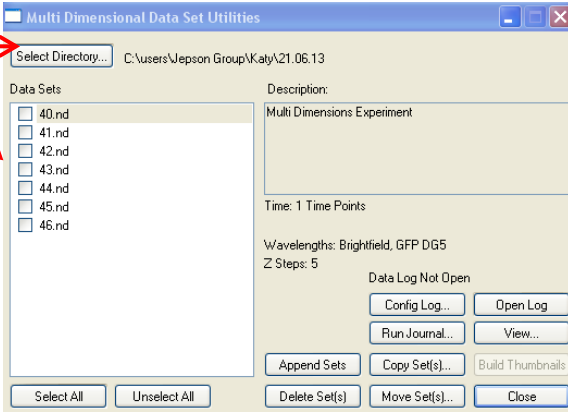 Multi Dimensional Data Set Utilities
Select Directory... C:\users\Jepson Group\Katy\21.06.13
Data Sets
40.nd
41.nd
42.nd
43.nd
44.nd
45.nd
46.nd
Select All Unselect All
Description:
Multi Dimensions Experiment
Time: 1 Time Points
Wavelengths: Brightfield, GFP DG5
Z Steps: 5
Data Log Not Open
Config Log... Open Log
Run Journal... View...
Append Sets Copy Set(s)... Build Thumbnails
Delete Set(s) Move Set(s)... Close